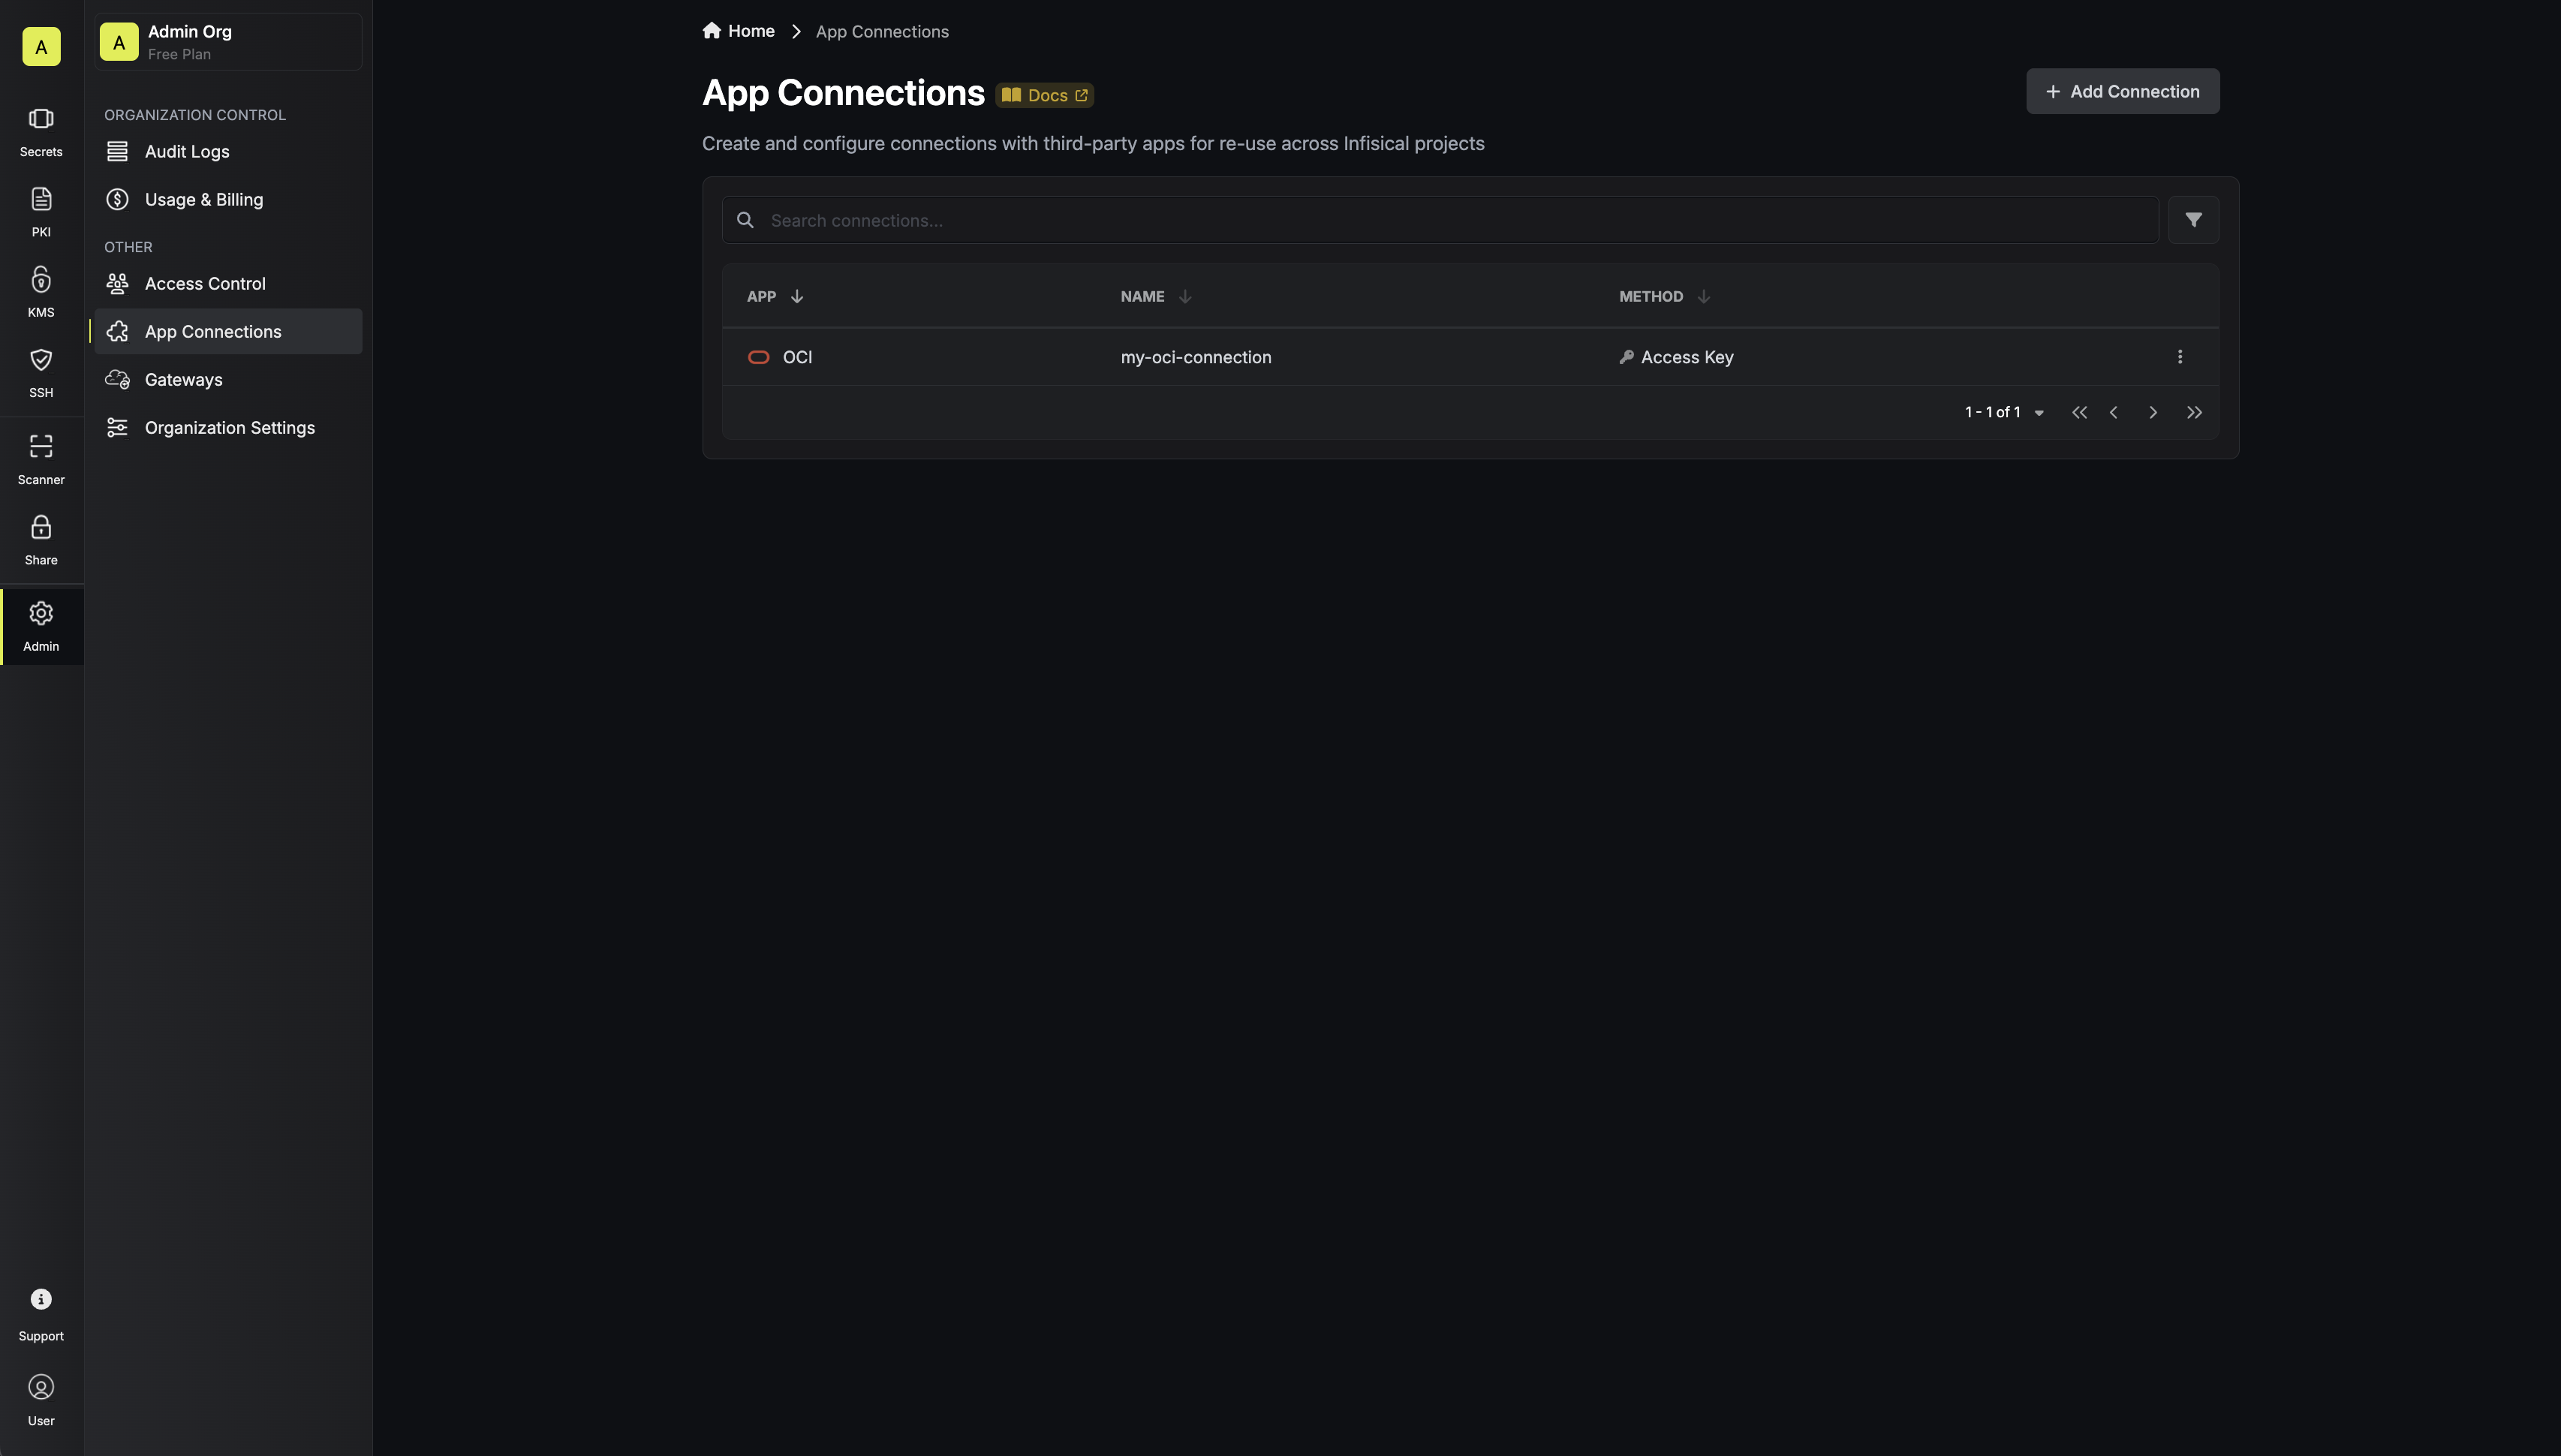 A
Secrets
PKI
KMS
SSH
Scanner
Share
Admin
Support
User
A
Admin Org
Free Plan
ORGANIZATION CONTROL
Audit Logs
Usage & Billing
OTHER
Access Control
App Connections
Gateways
Organization Settings
Home
App Connections
App Connections
Docs
Add Connection
Create and configure connections with third-party apps for re-use across Infisical projects
Search connections...
APP NAME METHOD
OCI my-oci-connection Access Key
1 - 1 of 1